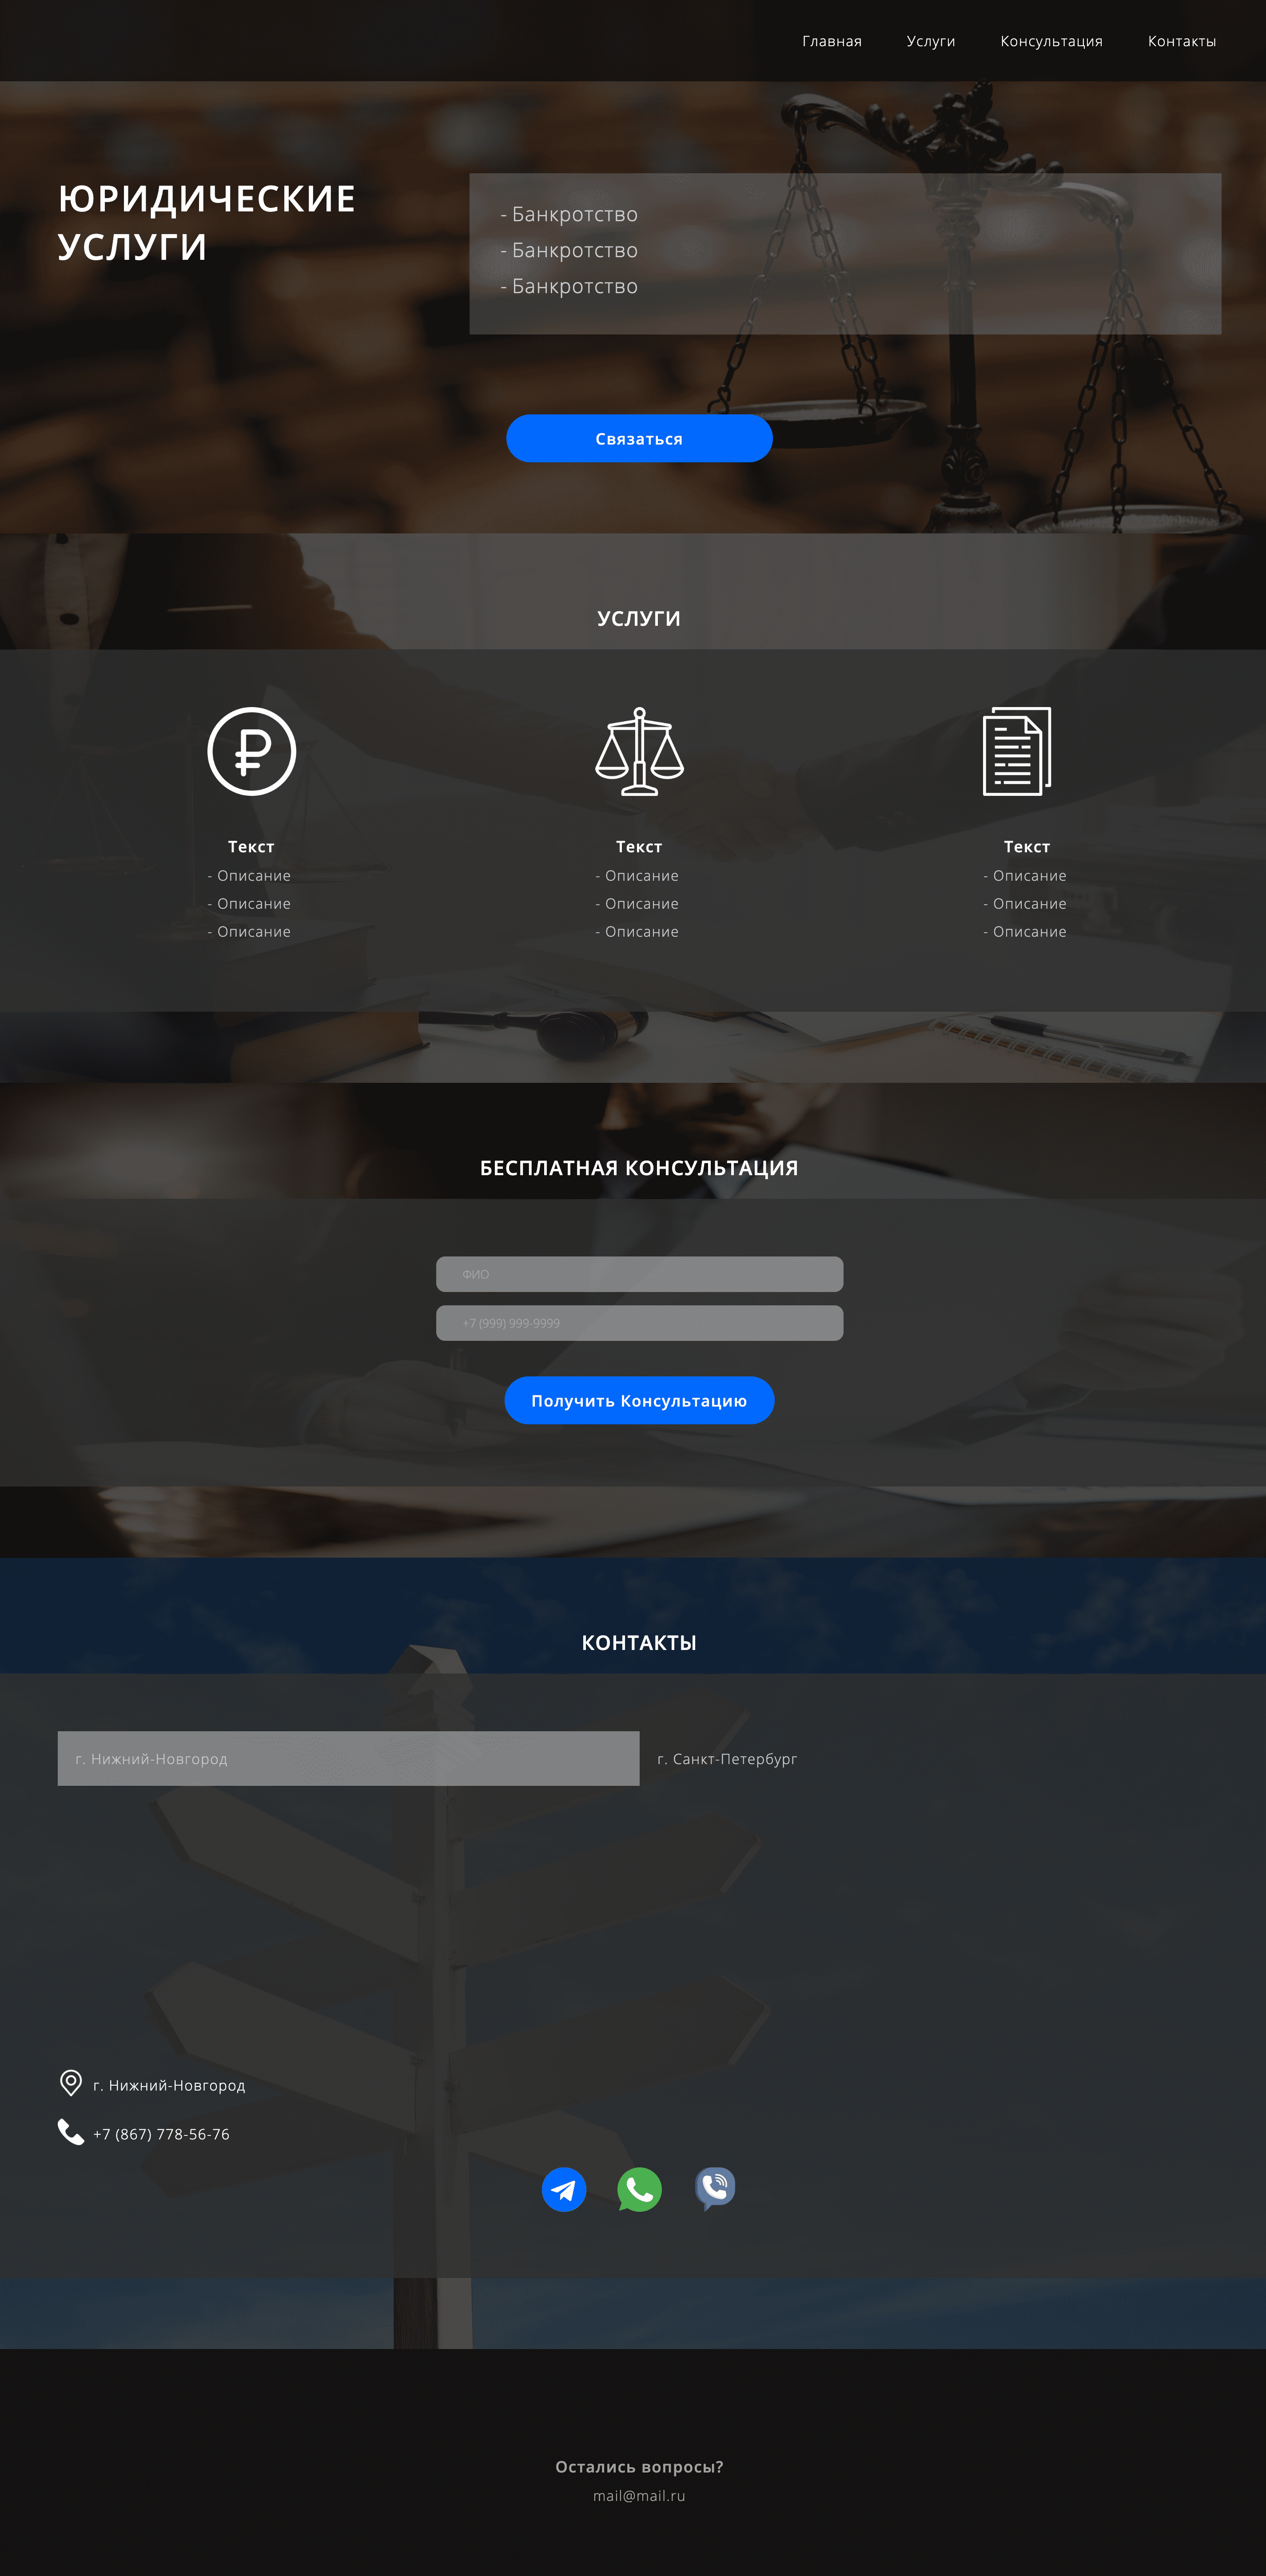 Главная Услуги Консультация Контакты
ЮРИДИЧЕСКИЕ
УСЛУГИ
- Банкротство
- Банкротство
- Банкротство
Связаться
УСЛУГИ
Текст
- Описание
- Описание
- Описание
Текст
- Описание
- Описание
- Описание
Текст
- Описание
- Описание
- Описание
БЕСПЛАТНАЯ КОНСУЛЬТАЦИЯ
ФИО
+7 (999) 999-9999
Получить Консультацию
КОНТАКТЫ
г. Нижний-Новгород
г. Санкт-Петербург
г. Нижний-Новгород
+7 (867) 778-56-76
Остались вопросы?
mail@mail.ru